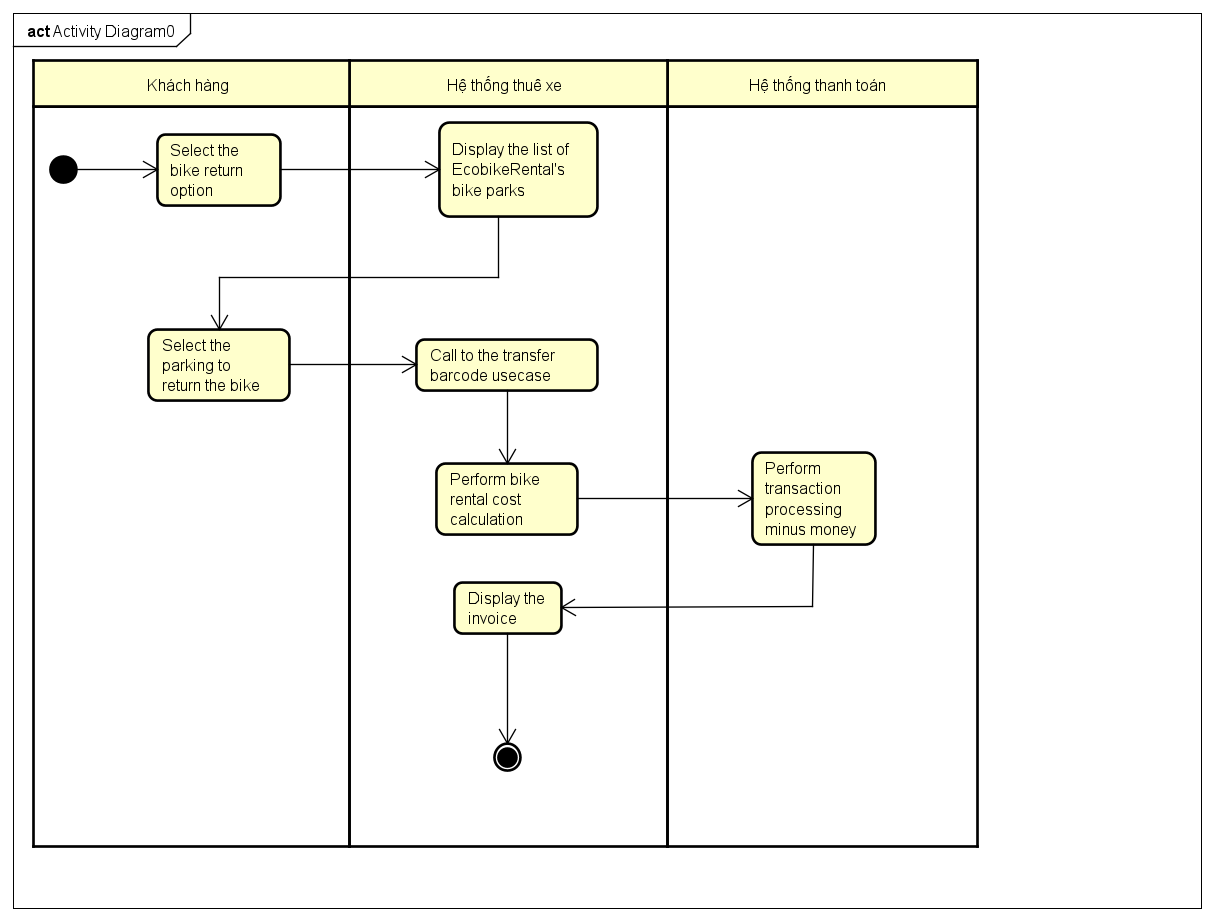 act Activity Diagram0
Khách hàng
Hệ thống thuê xe
Hệ thống thanh toán
Select the
bike return
option
Display the list of
EcobikeRental's
bike parks
Select the
parking to
return the bike
Call to the transfer
barcode usecase
Perform bike
rental cost
calculation
Perform
transaction
processing
minus money
Display the
invoice